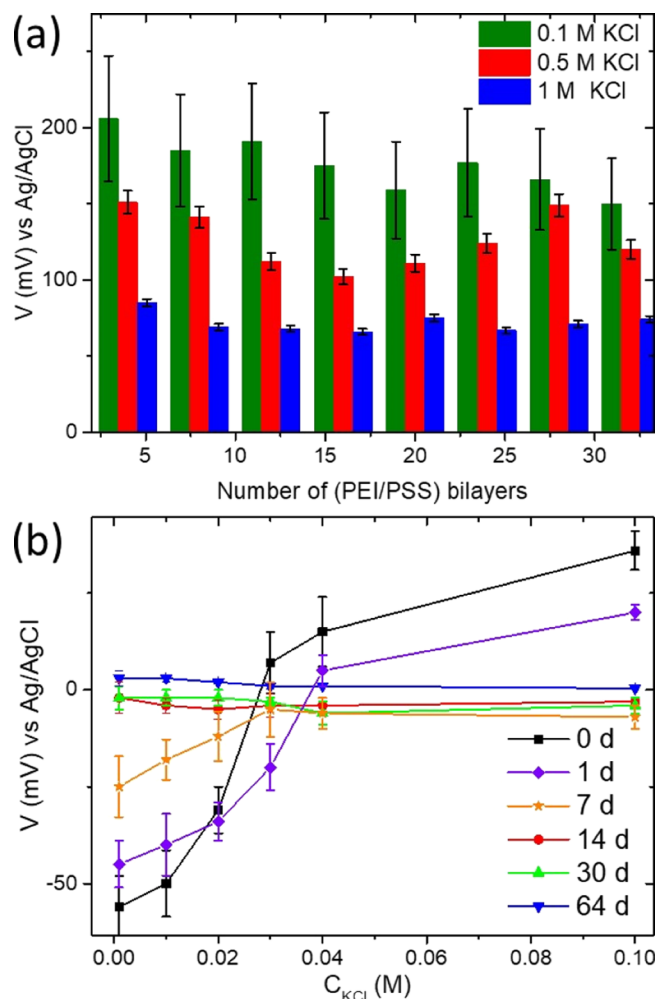 (a)
0.1 M KCl
0.5 M KCl
1 M KCl
V (mV) vs Ag/AgCl
200
100
0
5 10 15 20 25 30
Number of (PEI/PSS) bilayers
(b)
V (mV) vs Ag/AgCl
0
-50
0 d
1 d
7 d
14 d
30 d
64 d
0.00 0.02 0.04 0.06 0.08 0.10
C_KCl (M)